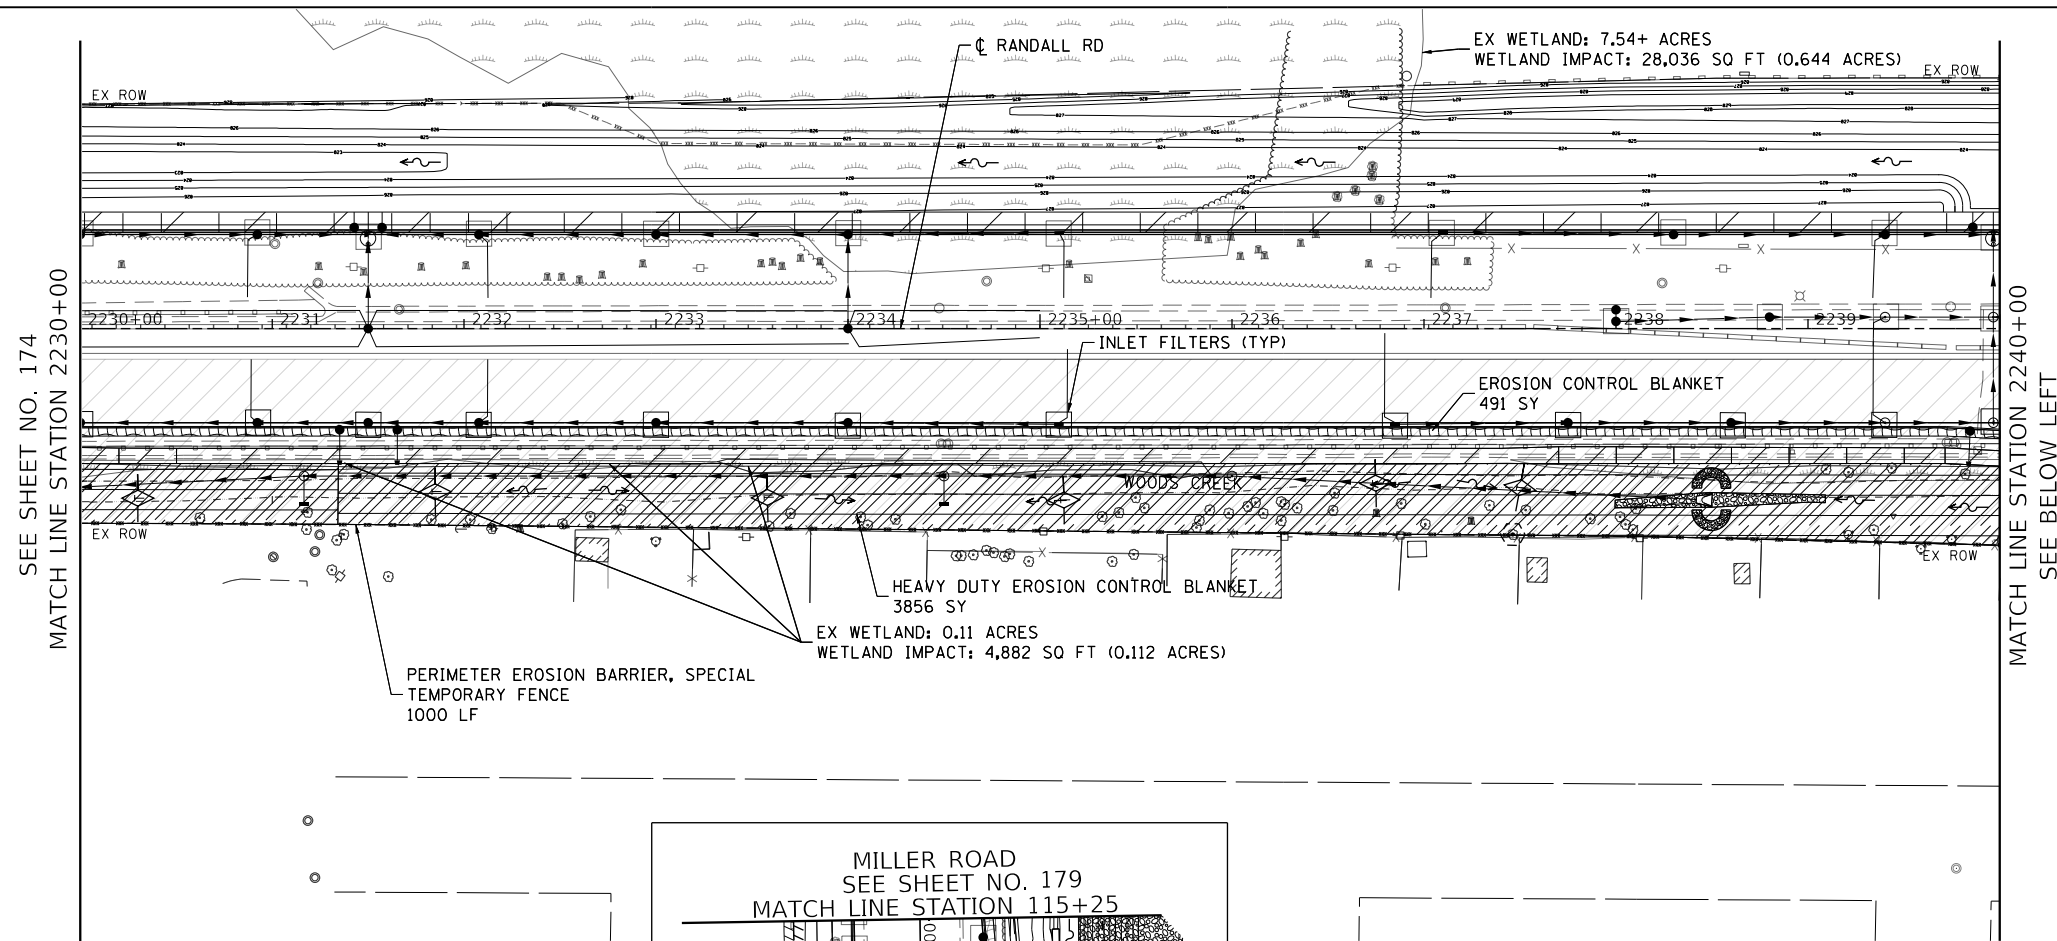 ℄ RANDALL RD
EX WETLAND: 7.54+ ACRES
WETLAND IMPACT: 28,036 SQ FT (0.644 ACRES)
EX ROW
EX ROW
SEE SHEET NO. 174
MATCH LINE STATION 2230+00
2230+00
2231
2232
2233
2234
2235+00
2236
2237
2238
2239
INLET FILTERS (TYP)
EROSION CONTROL BLANKET
491 SY
MATCH LINE STATION 2240+00
SEE BELOW LEFT
WOODS CREEK
EX ROW
EX ROW
HEAVY DUTY EROSION CONTROL BLANKET
3856 SY
EX WETLAND: 0.11 ACRES
WETLAND IMPACT: 4,882 SQ FT (0.112 ACRES)
PERIMETER EROSION BARRIER, SPECIAL
TEMPORARY FENCE
1000 LF
MILLER ROAD
SEE SHEET NO. 179
MATCH LINE STATION 115+25